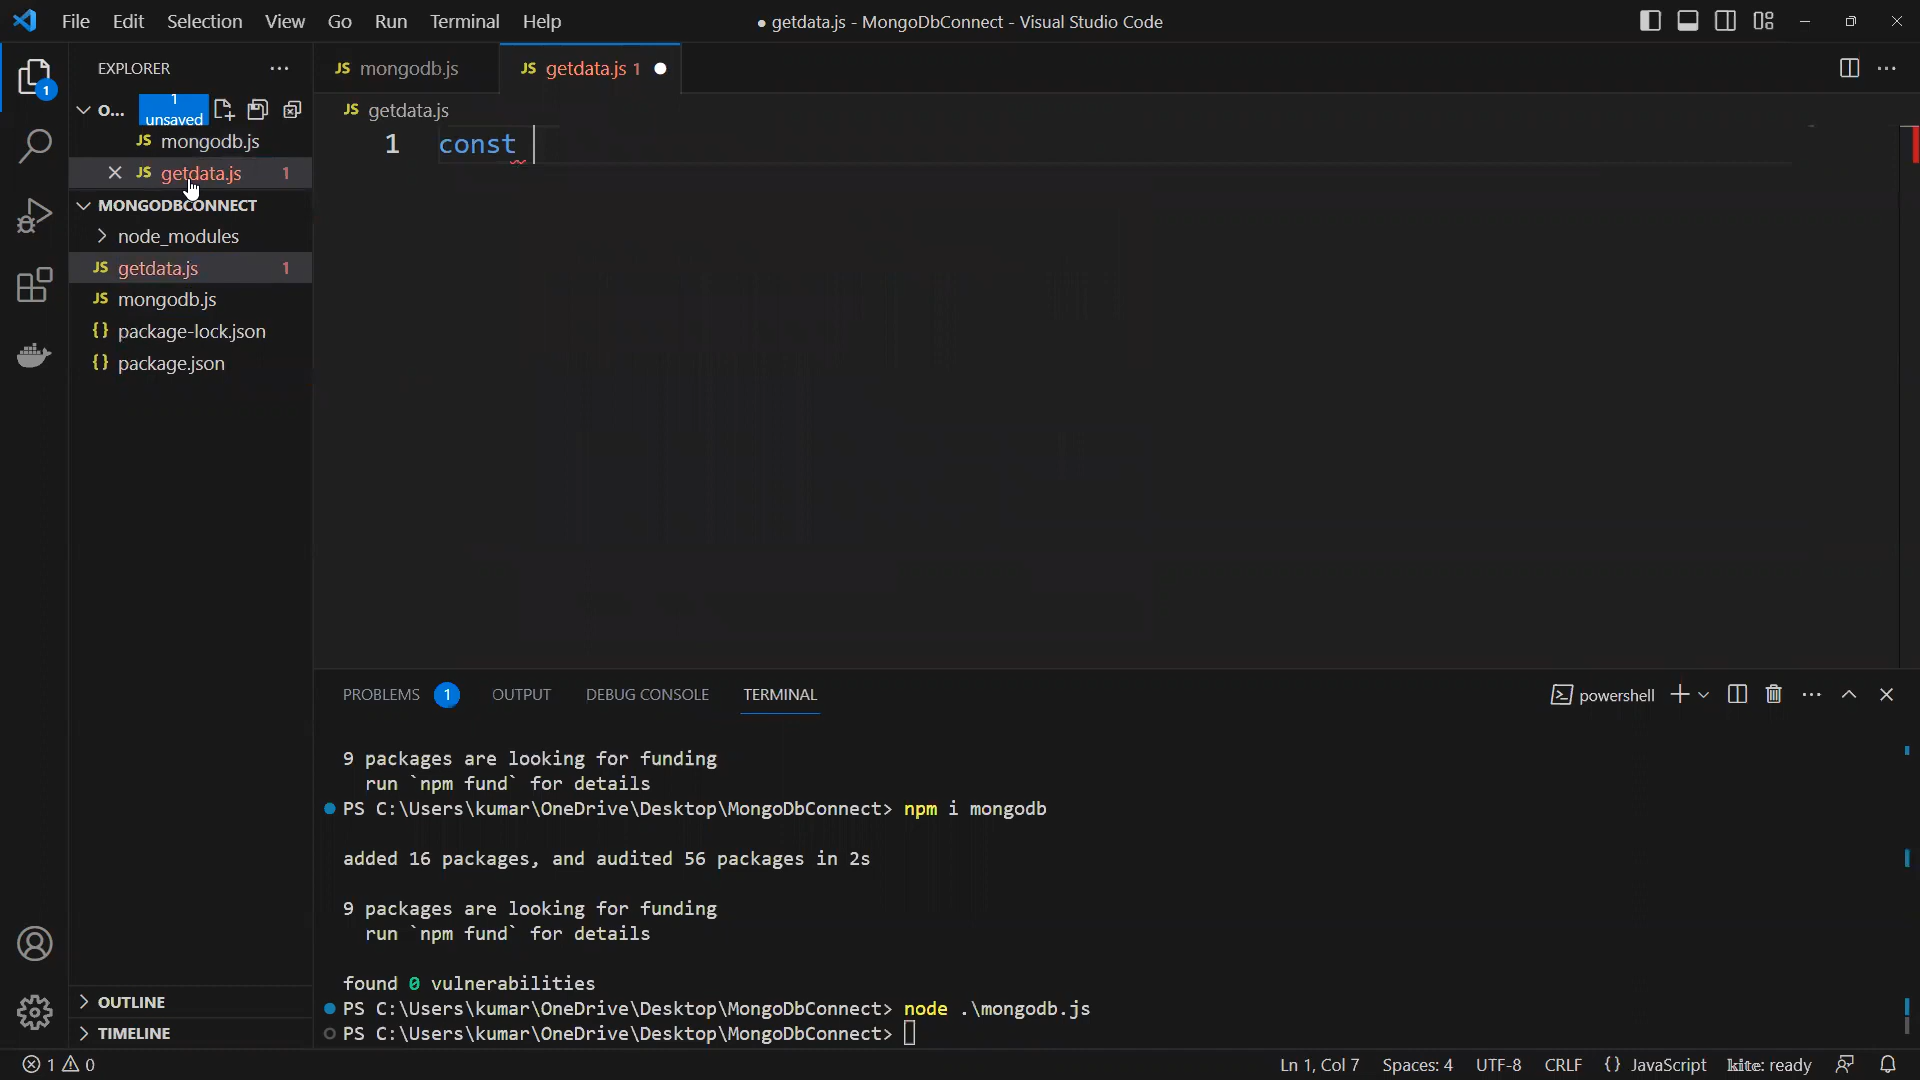 File Edit Selection View Go Run Terminal Help
● getdata.js - MongoDbConnect - Visual Studio Code
EXPLORER
JS mongodb.js
JS getdata.js 1
O...
1 unsaved
JS getdata.js
JS mongodb.js
1 const
JS getdata.js 1
MONGODBCONNECT
node_modules
JS getdata.js 1
JS mongodb.js
{} package-lock.json
{} package.json
1
PROBLEMS 1 OUTPUT DEBUG CONSOLE TERMINAL
powershell
9 packages are looking for funding
run `npm fund` for details
PS C:\Users\kumar\OneDrive\Desktop\MongoDbConnect> npm i mongodb
added 16 packages, and audited 56 packages in 2s
9 packages are looking for funding
run `npm fund` for details
found 0 vulnerabilities
PS C:\Users\kumar\OneDrive\Desktop\MongoDbConnect> node .\mongodb.js
PS C:\Users\kumar\OneDrive\Desktop\MongoDbConnect>
OUTLINE
TIMELINE
1 0
Ln 1, Col 7 Spaces: 4 UTF-8 CRLF {} JavaScript kite: ready